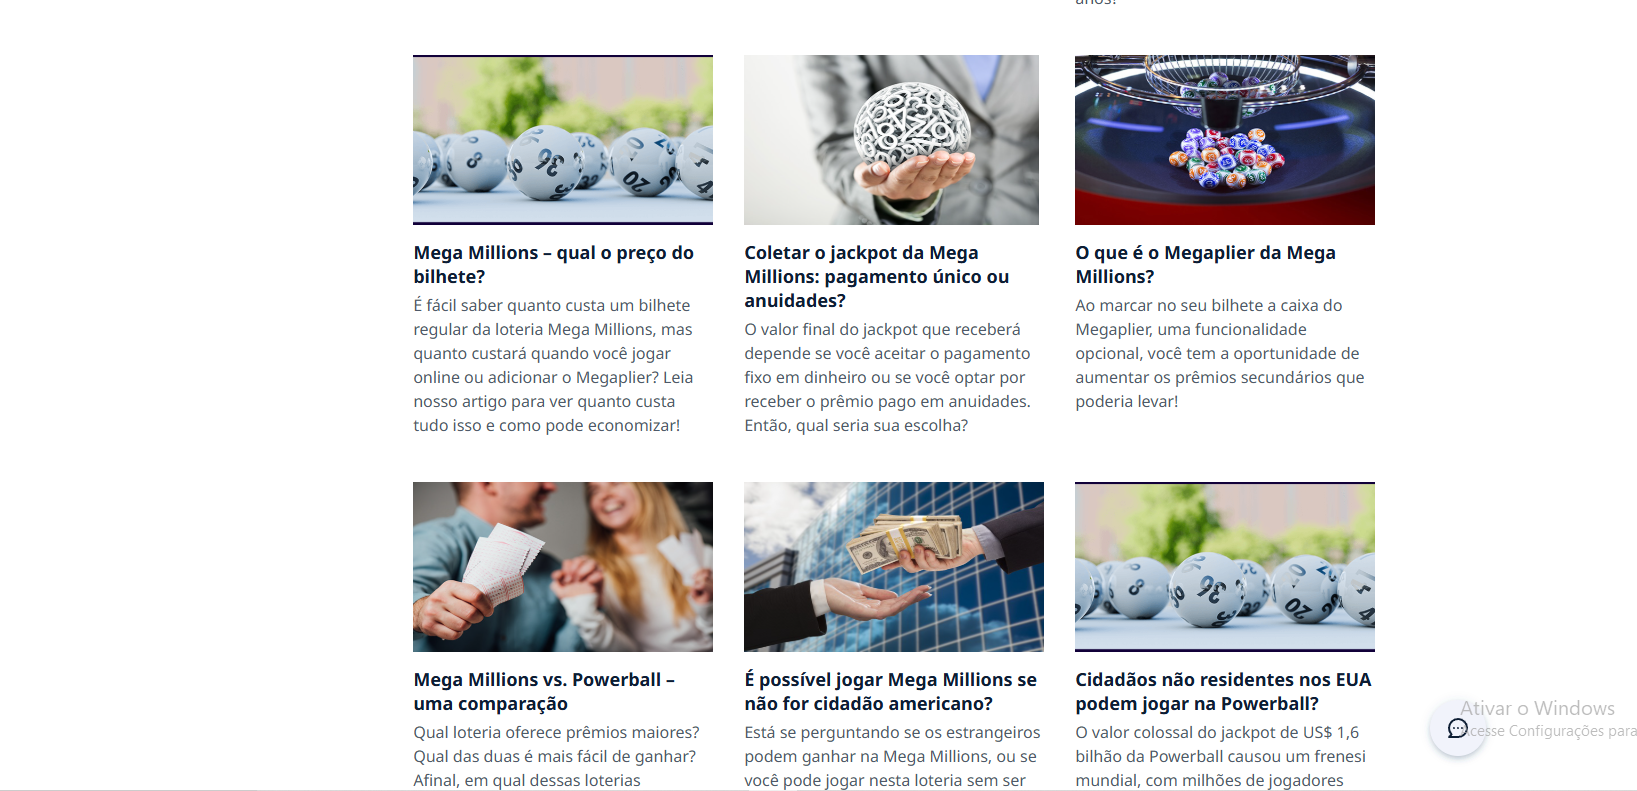 anos!
Mega Millions – qual o preço do
bilhete?
É fácil saber quanto custa um bilhete
regular da loteria Mega Millions, mas
quanto custará quando você jogar
online ou adicionar o Megaplier? Leia
nosso artigo para ver quanto custa
tudo isso e como pode economizar!
Coletar o jackpot da Mega
Millions: pagamento único ou
anuidades?
O valor final do jackpot que receberá
depende se você aceitar o pagamento
fixo em dinheiro ou se você optar por
receber o prêmio pago em anuidades.
Então, qual seria sua escolha?
O que é o Megaplier da Mega
Millions?
Ao marcar no seu bilhete a caixa do
Megaplier, uma funcionalidade
opcional, você tem a oportunidade de
aumentar os prêmios secundários que
poderia levar!
Mega Millions vs. Powerball –
uma comparação
Qual loteria oferece prêmios maiores?
Qual das duas é mais fácil de ganhar?
Afinal, em qual dessas loterias
É possível jogar Mega Millions se
não for cidadão americano?
Está se perguntando se os estrangeiros
podem ganhar na Mega Millions, ou se
você pode jogar nesta loteria sem ser
Cidadãos não residentes nos EUA
podem jogar na Powerball?
O valor colossal do jackpot de US$ 1,6
bilhão da Powerball causou um frenesi
mundial, com milhões de jogadores
Ativar o Windows
Acesse Configurações para